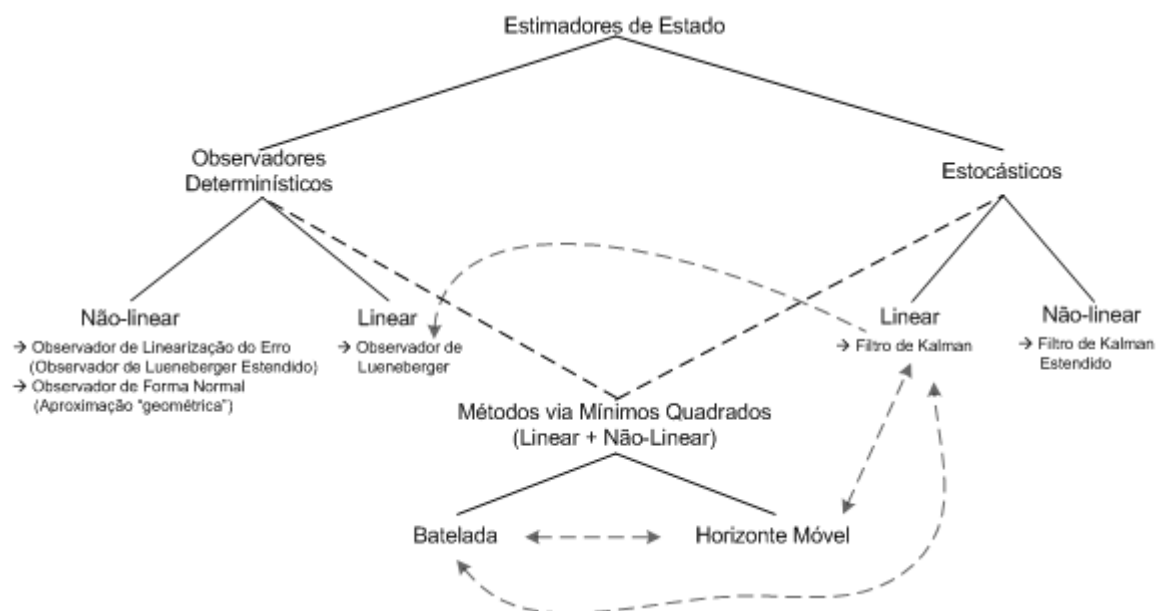 Estimadores de Estado
Observadores
Determinísticos
Estocásticos
Não-linear
→ Observador de Linearização do Erro
(Observador de Lueneberger Estendido)
→ Observador de Forma Normal
(Aproximação "geométrica")
Linear
→ Observador de
Lueneberger
Linear
→ Filtro de Kalman
Não-linear
→ Filtro de Kalman
Estendido
Métodos via Mínimos Quadrados
(Linear + Não-Linear)
Batelada
Horizonte Móvel